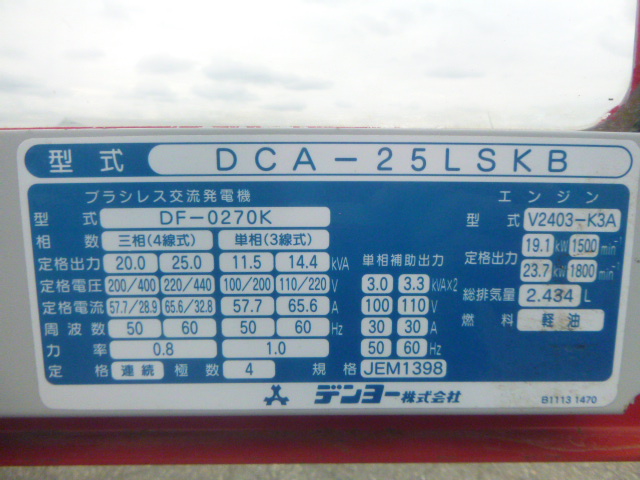 型式 DCA-25LSKB
ブラシレス交流発電機
型式 DF-0270K
相数 三相(4線式) 単相(3線式)
定格出力 20.0 25.0 11.5 14.4 kVA
定格電圧 200/400 220/440 100/200 110/220 V
定格電流 57.7/28.9 65.6/32.8 57.7 65.6 A
周波数 50 60 50 60 Hz
力率 0.8 1.0
定格 連続 極数 4 規格 JEM1398
単相補助出力
3.0 3.3 kVA×2
100 110 V
30 30 A
50 60 Hz
エンジン
型式 V2403-K3A
定格出力 19.1 kW 1500 min⁻¹
23.7 kW 1800 min⁻¹
総排気量 2.434 L
燃料 軽油
デンヨー株式会社
B1113 1470